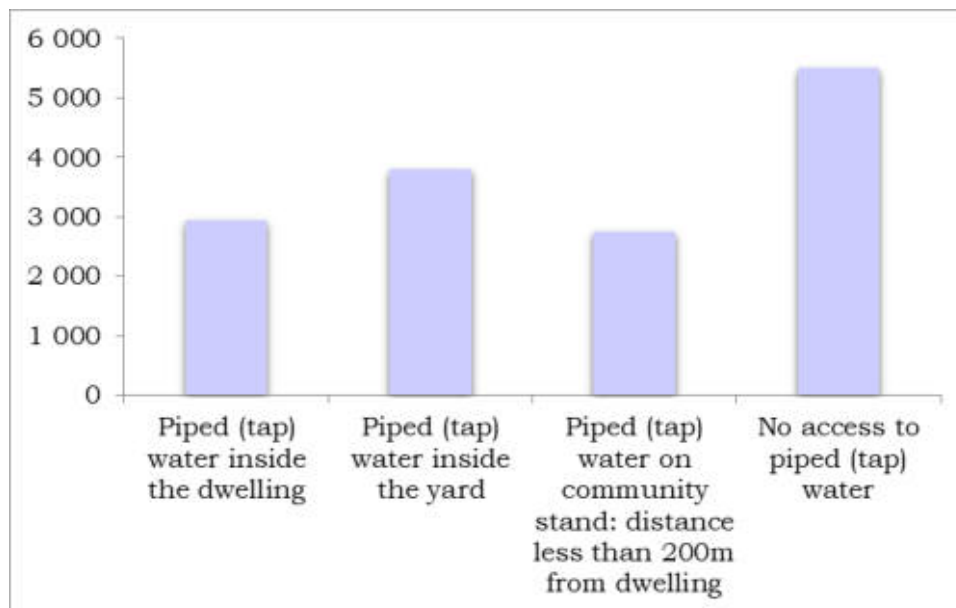 6 000
5 000
4 000
3 000
2 000
1 000
0
Piped (tap)
water inside
the dwelling
Piped (tap)
water inside
the yard
Piped (tap)
water on
community
stand: distance
less than 200m
from dwelling
No access to
piped (tap)
water